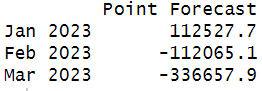 Point Forecast
Jan 2023 112527.7
Feb 2023 -112065.1
Mar 2023 -336657.9